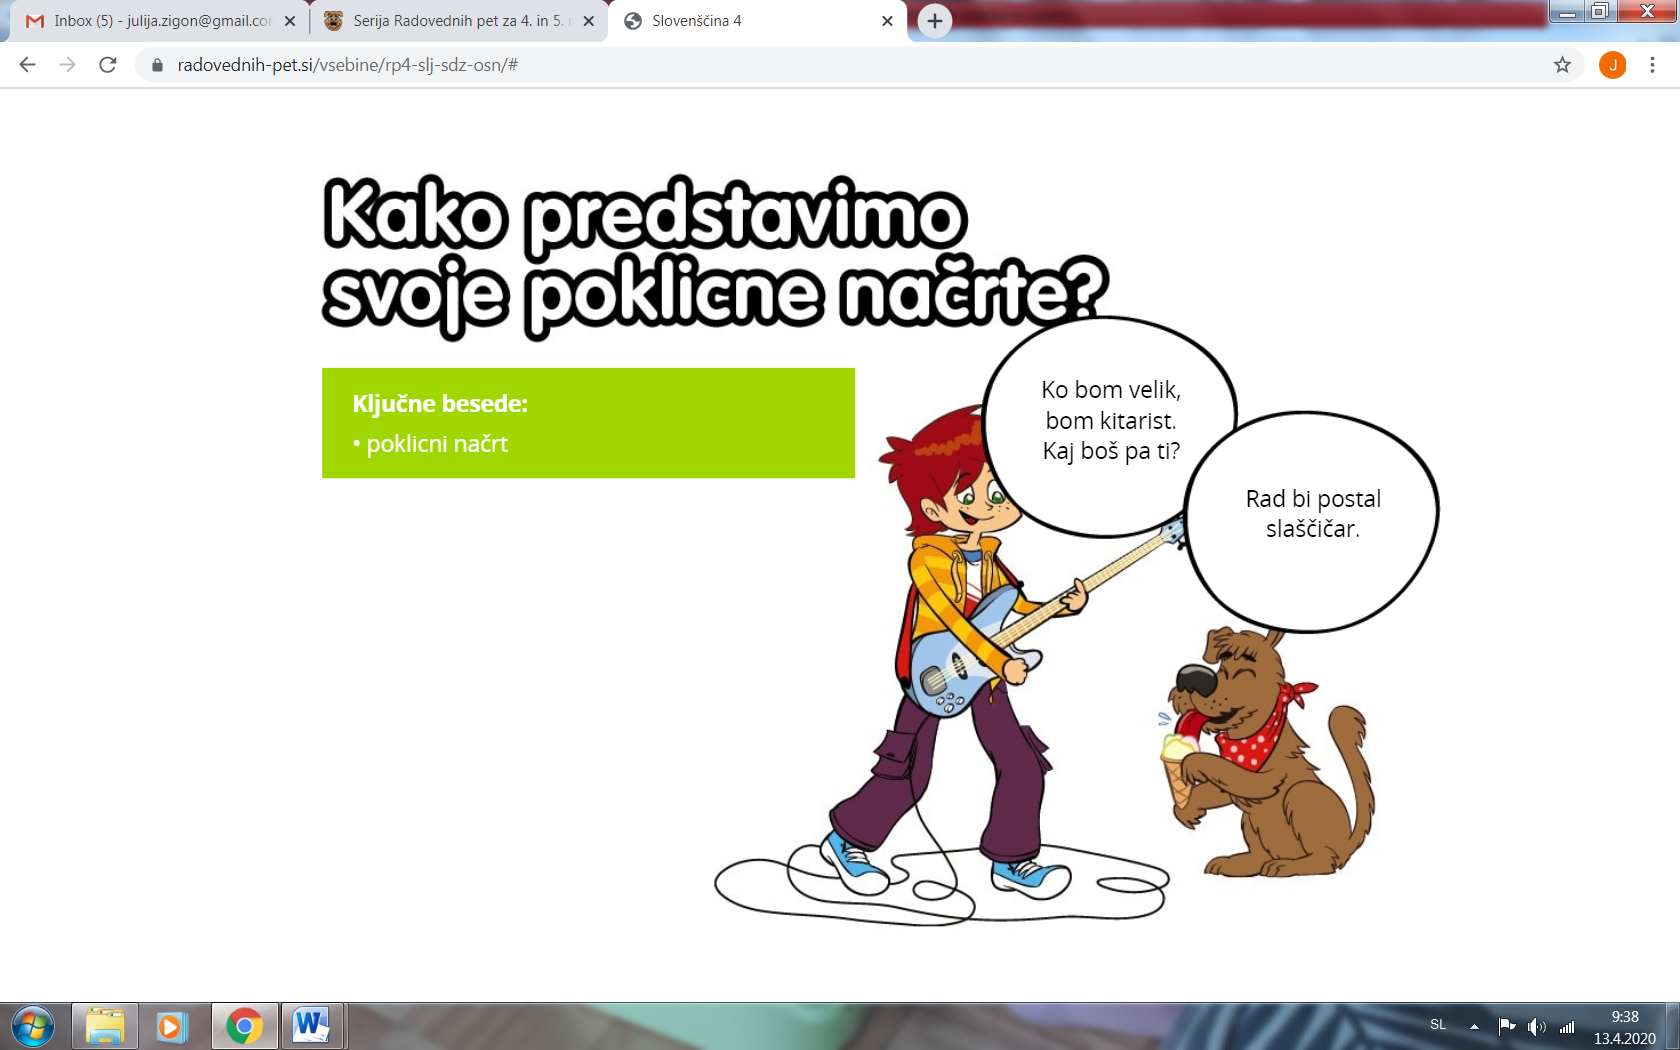 Inbox (5) - julija.zigon@gmail.con
Serija Radovednih pet za 4. in 5. r
Slovenščina 4
radovednih-pet.si/vsebine/rp4-slj-sdz-osn/#
J
Kako predstavimo
svoje poklicne načrte?
Ključne besede:
• poklicni načrt
Ko bom velik,
bom kitarist.
Kaj boš pa ti?
Rad bi postal
slaščičar.
SL
9:38
13.4.2020